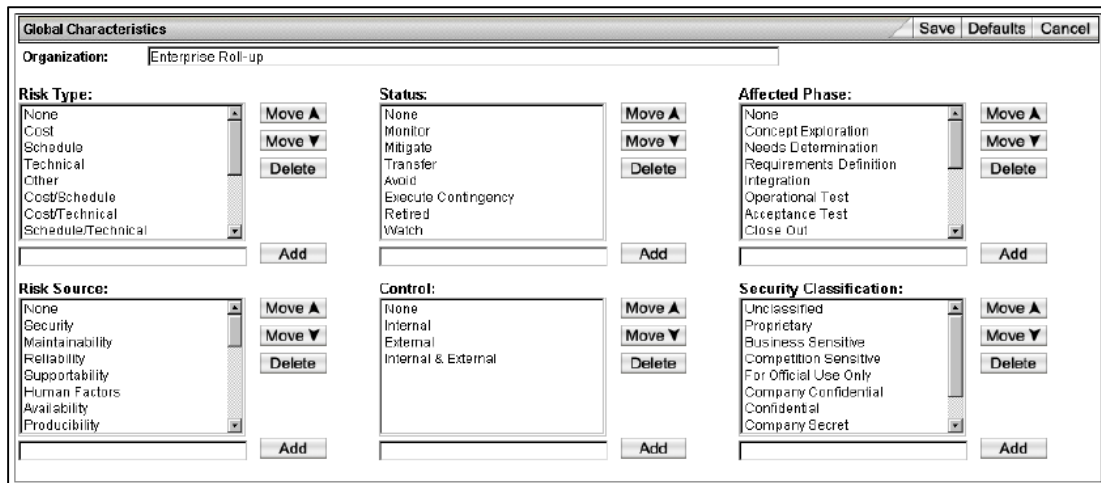 Global Characteristics Save Defaults Cancel
Organization: Enterprise Roll-up
Risk Type:
None
Cost
Schedule
Technical
Other
Cost/Schedule
Cost/Technical
Schedule/Technical
Move
Move
Delete
Add
Status:
None
Monitor
Mitigate
Transfer
Avoid
Execute Contingency
Retired
Watch
Move
Move
Delete
Add
Affected Phase:
None
Concept Exploration
Needs Determination
Requirements Definition
Integration
Operational Test
Acceptance Test
Close Out
Move
Move
Delete
Add
Risk Source:
None
Security
Maintainability
Reliability
Supportability
Human Factors
Availability
Producibility
Move
Move
Delete
Add
Control:
None
Internal
External
Internal & External
Move
Move
Delete
Add
Security Classification:
Unclassified
Proprietary
Business Sensitive
Competition Sensitive
For Official Use Only
Company Confidential
Confidential
Company Secret
Move
Move
Delete
Add